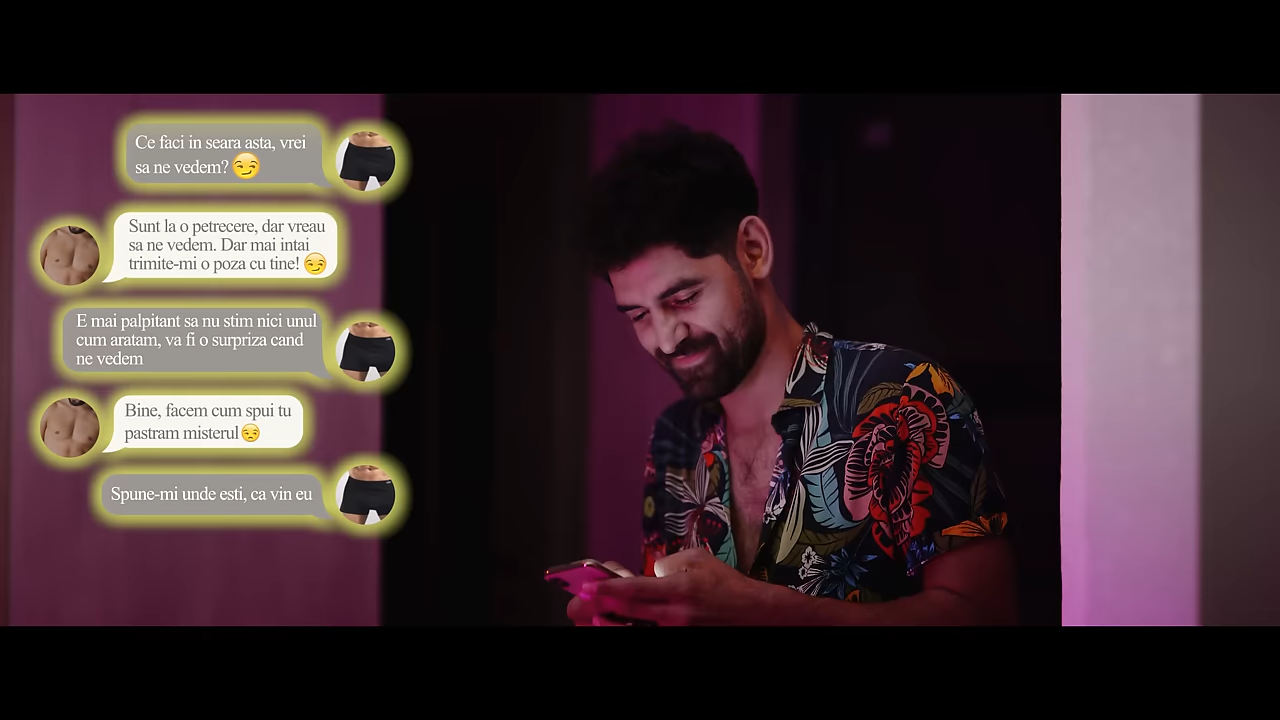 Ce faci in seara asta, vrei
sa ne vedem? 😏
Sunt la o petrecere, dar vreau
sa ne vedem. Dar mai intai
trimite-mi o poza cu tine! 😏
E mai palpitant sa nu stim nici unul
cum aratam, va fi o surpriza cand
ne vedem
Bine, facem cum spui tu
pastram misterul 😒
Spune-mi unde esti, ca vin eu